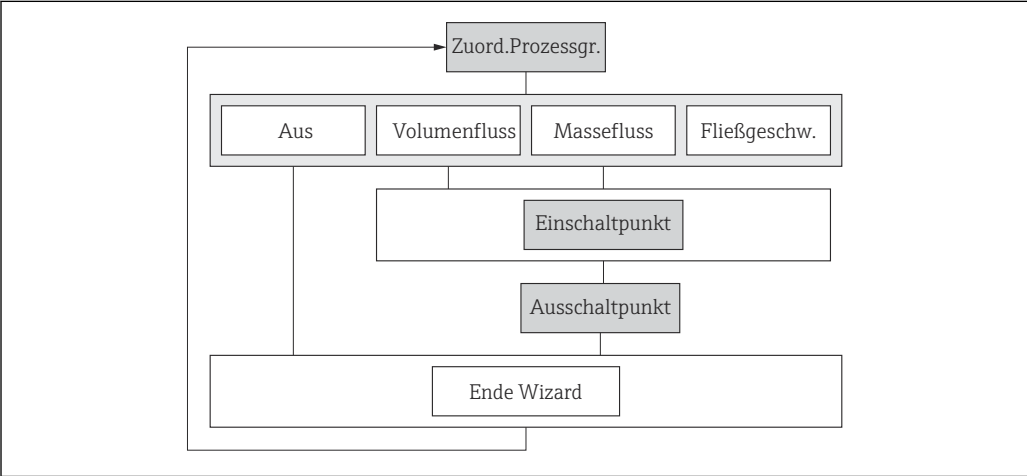 Zuord.Prozessgr.
Aus
Volumenfluss
Massefluss
Fließgeschw.
Einschaltpunkt
Ausschaltpunkt
Ende Wizard